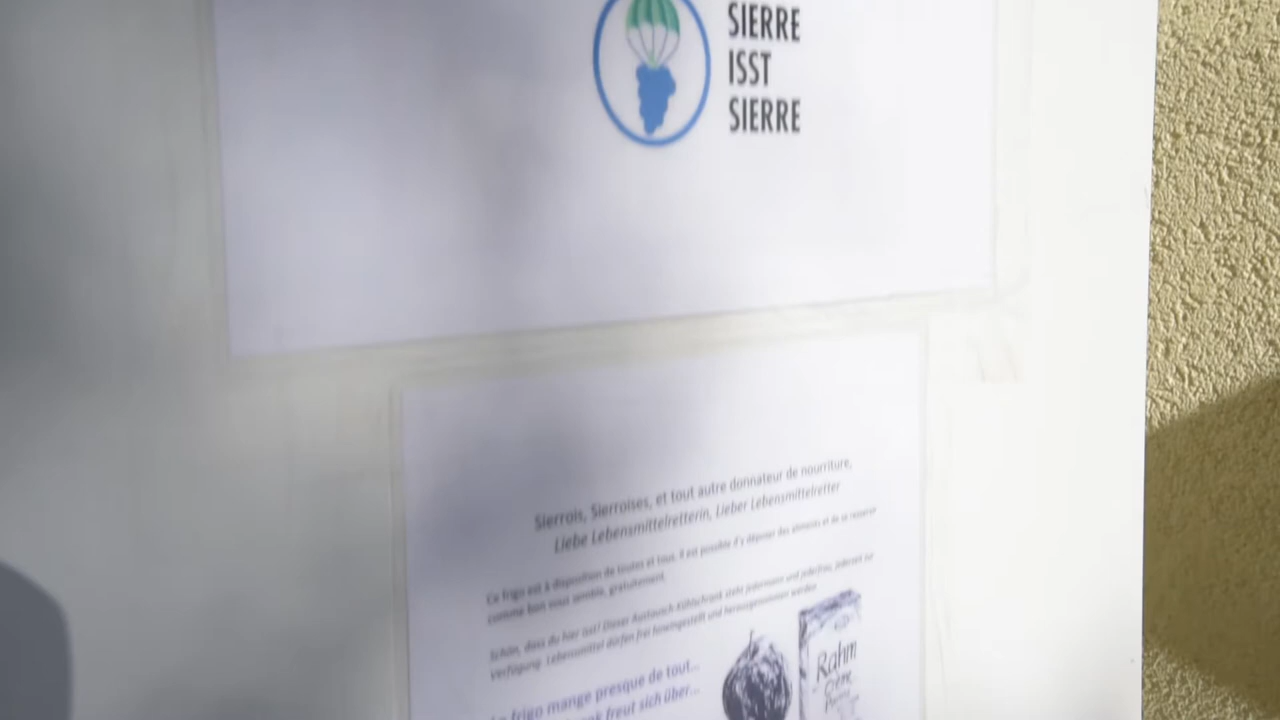 SIERRE
ISST
SIERRE
Sierrois, Sierroises, et tout autre donnateur de nourriture,
Liebe Lebensmittelretterin, Lieber Lebensmittelretter
Ce frigo est à disposition de toutes et tous. Il est possible d'y déposer des aliments et de se resservir
comme bon vous semble, gratuitement.
Schön, dass du hier bist! Dieser Austausch-Kühlschrank steht jedermann und jederfrau, jederzeit zur
Verfügung. Lebensmittel dürfen frei hineingestellt und herausgenommen werden.
frigo mange presque de tout...
freut sich über...
Rahm
Crème